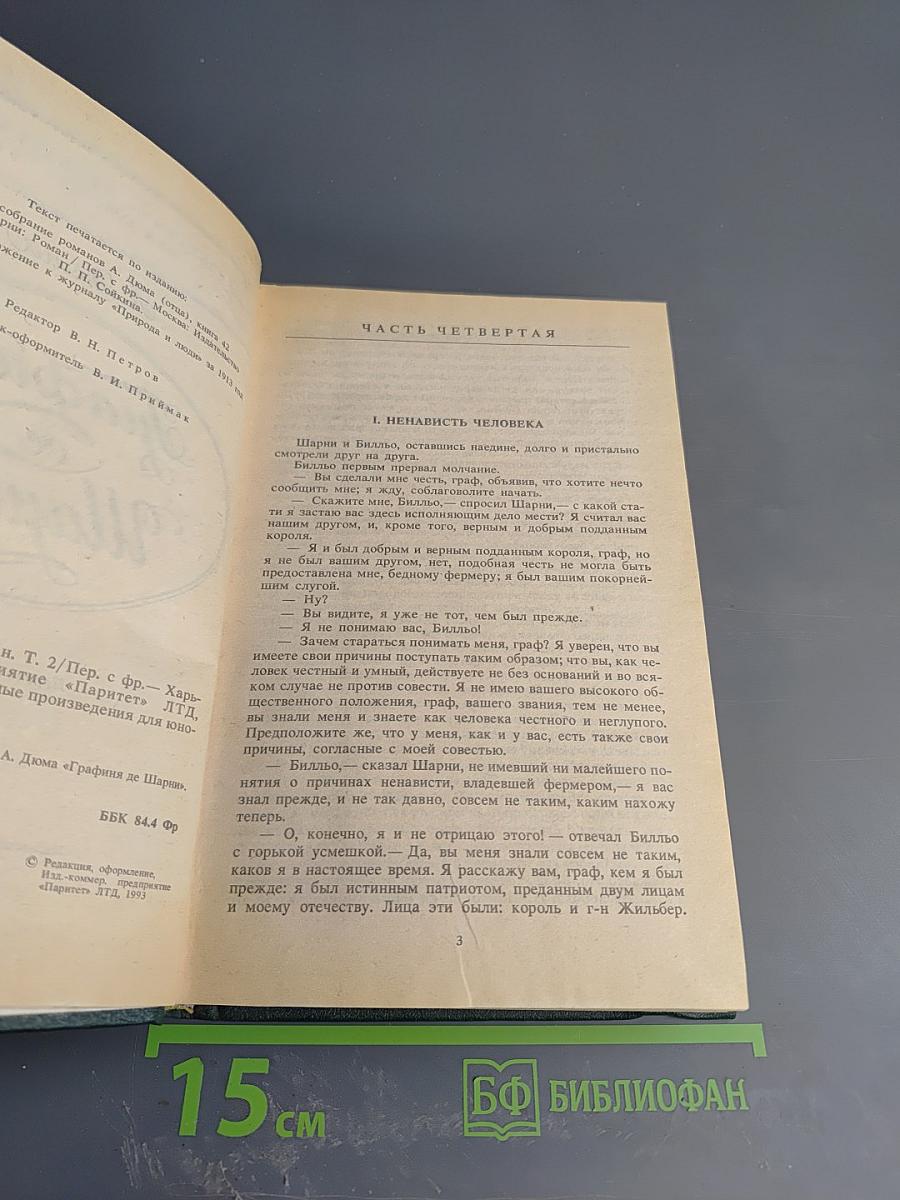 Текст печатается по изданию:
собрание романов А. Дюма (отца), книга 42
рни: Роман / Пер. с фр.— Москва: Издательство
П. П. Сойкина.
жение к журналу «Природа и люди» за 1913 год
Редактор В. Н. Петров
к-оформитель В. И. Приймак
н. Т. 2/Пер. с фр.— Харь-
иятие «Паритет» ЛТД,
ые произведения для юно-
А. Дюма «Графиня де Шарни».
ББК 84.4 Фр
© Редакция, оформление,
Изд.-коммер. предприятие
«Паритет» ЛТД, 1993
ЧАСТЬ ЧЕТВЕРТАЯ
I. НЕНАВИСТЬ ЧЕЛОВЕКА
Шарни и Билльо, оставшись наедине, долго и пристально
смотрели друг на друга.
Билльо первым прервал молчание.
— Вы сделали мне честь, граф, объявив, что хотите нечто
сообщить мне; я жду, соблаговолите начать.
— Скажите мне, Билльо,— спросил Шарни,— с какой ста-
ти я застаю вас здесь исполняющим дело мести? Я считал вас
нашим другом, и, кроме того, верным и добрым подданным
короля.
— Я и был добрым и верным подданным короля, граф, но
я не был вашим другом, нет, подобная честь не могла быть
предоставлена мне, бедному фермеру; я был вашим покорней-
шим слугой.
— Ну?
— Вы видите, я уже не тот, чем был прежде.
— Я не понимаю вас, Билльо!
— Зачем стараться понимать меня, граф? Я уверен, что вы
имеете свои причины поступать таким образом; что вы, как че-
ловек честный и умный, действуете не без оснований и во вся-
ком случае не против совести. Я не имею вашего высокого об-
щественного положения, граф, вашего звания, тем не менее,
вы знали меня и знаете как человека честного и неглупого.
Предположите же, что у меня, как и у вас, есть также свои
причины, согласные с моей совестью.
— Билльо,— сказал Шарни, не имевший ни малейшего по-
нятия о причинах ненависти, владевшей фермером,— я вас
знал прежде, и не так давно, совсем не таким, каким нахожу
теперь.
— О, конечно, я и не отрицаю этого! — отвечал Билльо
с горькой усмешкой.— Да, вы меня знали совсем не таким,
каков я в настоящее время. Я расскажу вам, граф, кем я был
прежде: я был истинным патриотом, преданным двум лицам
и моему отечеству. Лица эти были: король и г-н Жильбер.
3
15 см
БФ БИБЛИОФАН